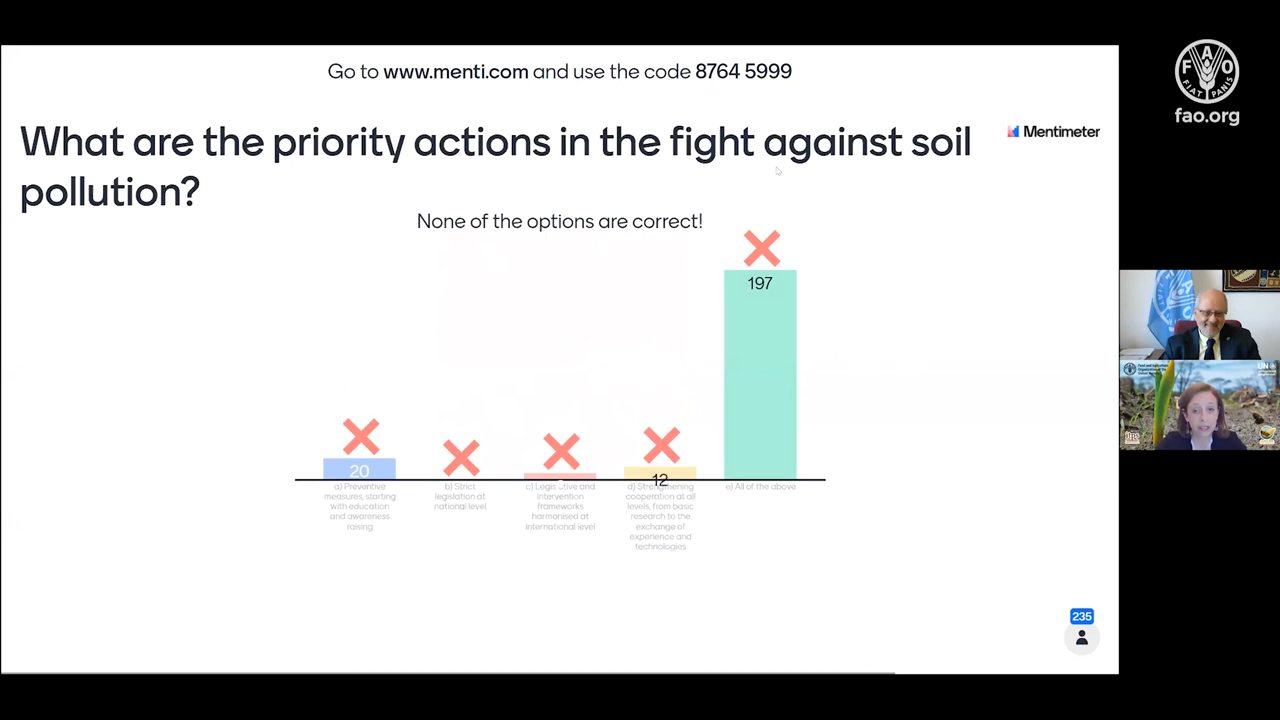 Go to www.menti.com and use the code 8764 5999
What are the priority actions in the fight against soil
pollution?
Mentimeter
None of the options are correct!
197
20
12
a) Preventive
measures, starting
with education
and awareness
raising
b) Strict
legislation at
national level
c) Legislative and
intervention
frameworks
harmonised at
international level
d) Strengthening
cooperation at all
levels, from basic
research to the
exchange of
experience and
technologies
e) All of the above
235
F A O
FIAT PANIS
fao.org
UN